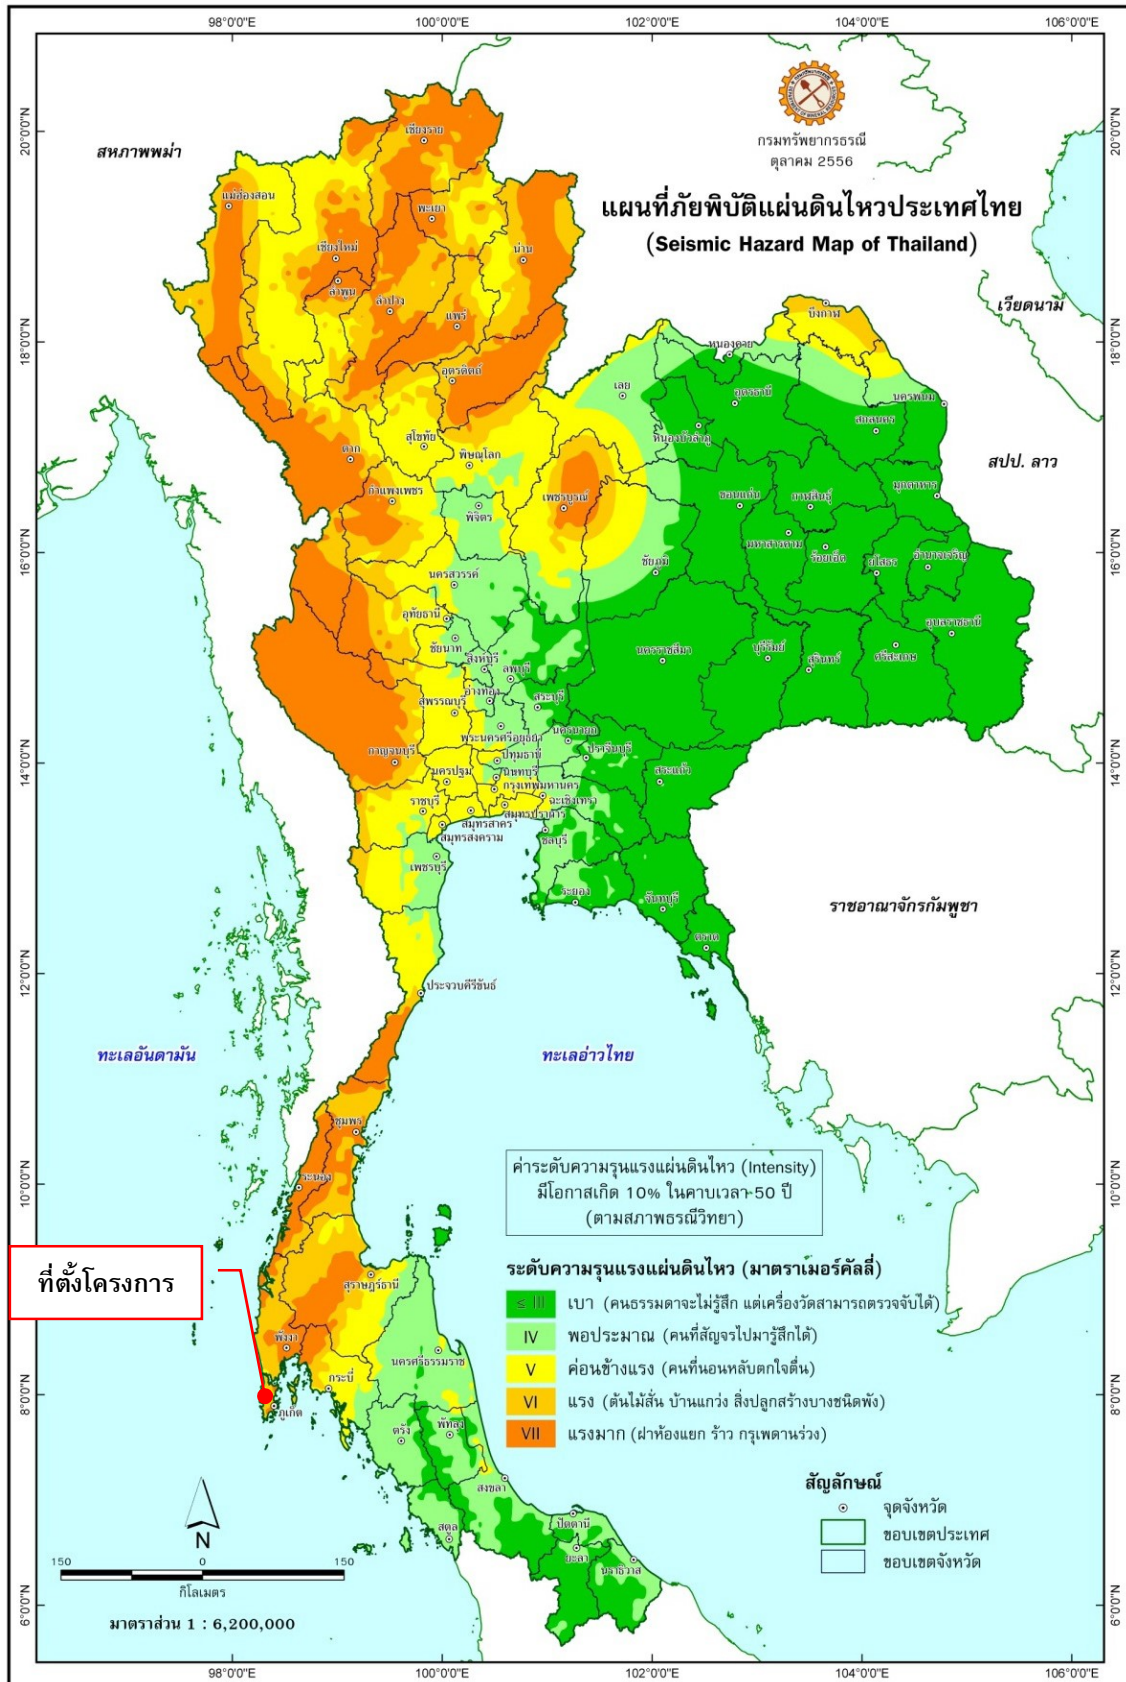 98°0'0"E
100°0'0"E
102°0'0"E
104°0'0"E
106°0'0"E
20°0'0"N
18°0'0"N
16°0'0"N
14°0'0"N
12°0'0"N
10°0'0"N
8°0'0"N
6°0'0"N
20°0'0"N
18°0'0"N
16°0'0"N
14°0'0"N
12°0'0"N
10°0'0"N
8°0'0"N
6°0'0"N
กรมทรัพยากรธรณี
ตุลาคม 2556
แผนที่ภัยพิบัติแผ่นดินไหวประเทศไทย
(Seismic Hazard Map of Thailand)
สหภาพพม่า
เวียดนาม
สปป. ลาว
ราชอาณาจักรกัมพูชา
ทะเลอันดามัน
ทะเลอ่าวไทย
เชียงราย
แม่ฮ่องสอน
พะเยา
เชียงใหม่
น่าน
ลำพูน
ลำปาง
แพร่
บึงกาฬ
หนองคาย
อุตรดิตถ์
เลย
อุดรธานี
นครพนม
สกลนคร
หนองบัวลำภู
สุโขทัย
ตาก
พิษณุโลก
กำแพงเพชร
เพชรบูรณ์
ขอนแก่น
กาฬสินธุ์
มุกดาหาร
พิจิตร
มหาสารคาม
ร้อยเอ็ด
ยโสธร
อำนาจเจริญ
ชัยภูมิ
นครสวรรค์
อุทัยธานี
ชัยนาท
อุบลราชธานี
สิงห์บุรี
ลพบุรี
นครราชสีมา
บุรีรัมย์
สุรินทร์
ศรีสะเกษ
อ่างทอง
สระบุรี
สุพรรณบุรี
พระนครศรีอยุธยา
นครนายก
ปราจีนบุรี
กาญจนบุรี
ปทุมธานี
นครปฐม
นนทบุรี
กรุงเทพมหานคร
สระแก้ว
ราชบุรี
ฉะเชิงเทรา
สมุทรปราการ
สมุทรสาคร
สมุทรสงคราม
ชลบุรี
เพชรบุรี
ระยอง
จันทบุรี
ตราด
ประจวบคีรีขันธ์
ชุมพร
ระนอง
สุราษฎร์ธานี
พังงา
นครศรีธรรมราช
กระบี่
ภูเก็ต
ตรัง
พัทลุง
สงขลา
สตูล
ปัตตานี
ยะลา
นราธิวาส
ที่ตั้งโครงการ
ค่าระดับความรุนแรงแผ่นดินไหว (Intensity)
มีโอกาสเกิด 10% ในคาบเวลา 50 ปี
(ตามสภาพธรณีวิทยา)
ระดับความรุนแรงแผ่นดินไหว (มาตราเมอร์คัลลี่)
≤ III เบา (คนธรรมดาจะไม่รู้สึก แต่เครื่องวัดสามารถตรวจจับได้)
IV พอประมาณ (คนที่สัญจรไปมารู้สึกได้)
V ค่อนข้างแรง (คนที่นอนหลับตกใจตื่น)
VI แรง (ต้นไม้สั่น บ้านแกว่ง สิ่งปลูกสร้างบางชนิดพัง)
VII แรงมาก (ฝาห้องแยก ร้าว กรุเพดานร่วง)
สัญลักษณ์
จุดจังหวัด
ขอบเขตประเทศ
ขอบเขตจังหวัด
N
150 0 150
กิโลเมตร
มาตราส่วน 1 : 6,200,000
98°0'0"E
100°0'0"E
102°0'0"E
104°0'0"E
106°0'0"E